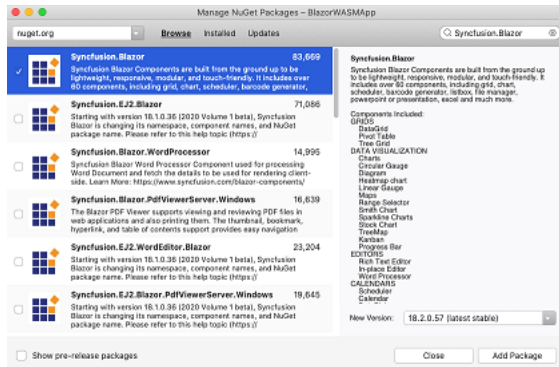 Manage NuGet Packages – BlazorWASMApp
nuget.org
Browse
Installed
Updates
Syncfusion.Blazor
Syncfusion.Blazor 83,669
Syncfusion Blazor Components are built from the ground up to be
lightweight, responsive, modular, and touch-friendly. It includes over
60 components, including grid, chart, scheduler, barcode generator,
Syncfusion.EJ2.Blazor 71,086
Starting with version 18.1.0.36 (2020 Volume 1 beta), Syncfusion
Blazor is changing its namespace, component names, and NuGet
package name. Please refer to this help topic (https://
Syncfusion.Blazor.WordProcessor 14,995
Syncfusion Blazor Word Processor Component used for processing
Word Document and fetch the details to be used for rendering client-
side. Learn More: https://www.syncfusion.com/blazor-components/
Syncfusion.Blazor.PdfViewerServer.Windows 16,639
The Blazor PDF Viewer supports viewing and reviewing PDF files in
web applications and also printing them. The thumbnail, bookmark,
hyperlink, and table of contents support provides easy navigation
Syncfusion.EJ2.WordEditor.Blazor 23,204
Starting with version 18.1.0.36 (2020 Volume 1 beta), Syncfusion
Blazor is changing its namespace, component names, and NuGet
package name. Please refer to this help topic (https://
Syncfusion.EJ2.Blazor.PdfViewerServer.Windows 19,645
Starting with version 18.1.0.36 (2020 Volume 1 beta), Syncfusion
Blazor is changing its namespace, component names, and NuGet
package name. Please refer to this help topic (https://
Syncfusion.Blazor
Syncfusion Blazor Components are built from the ground up
to be lightweight, responsive, modular, and touch-friendly. It
includes over 60 components, including grid, chart,
scheduler, barcode generator, listbox, file manager,
powerpoint or presentation, excel and much more.
Components Included:
GRIDS
DataGrid
Pivot Table
Tree Grid
DATA VISUALIZATION
Charts
Circular Gauge
Diagram
Heatmap chart
Linear Gauge
Maps
Range Selector
Smith Chart
Sparkline Charts
Stock Chart
TreeMap
Kanban
Progress Bar
EDITORS
Rich Text Editor
In-place Editor
Word Processor
CALENDARS
Scheduler
Calendar
New Version: 18.2.0.57 (latest stable)
Show pre-release packages
Close
Add Package